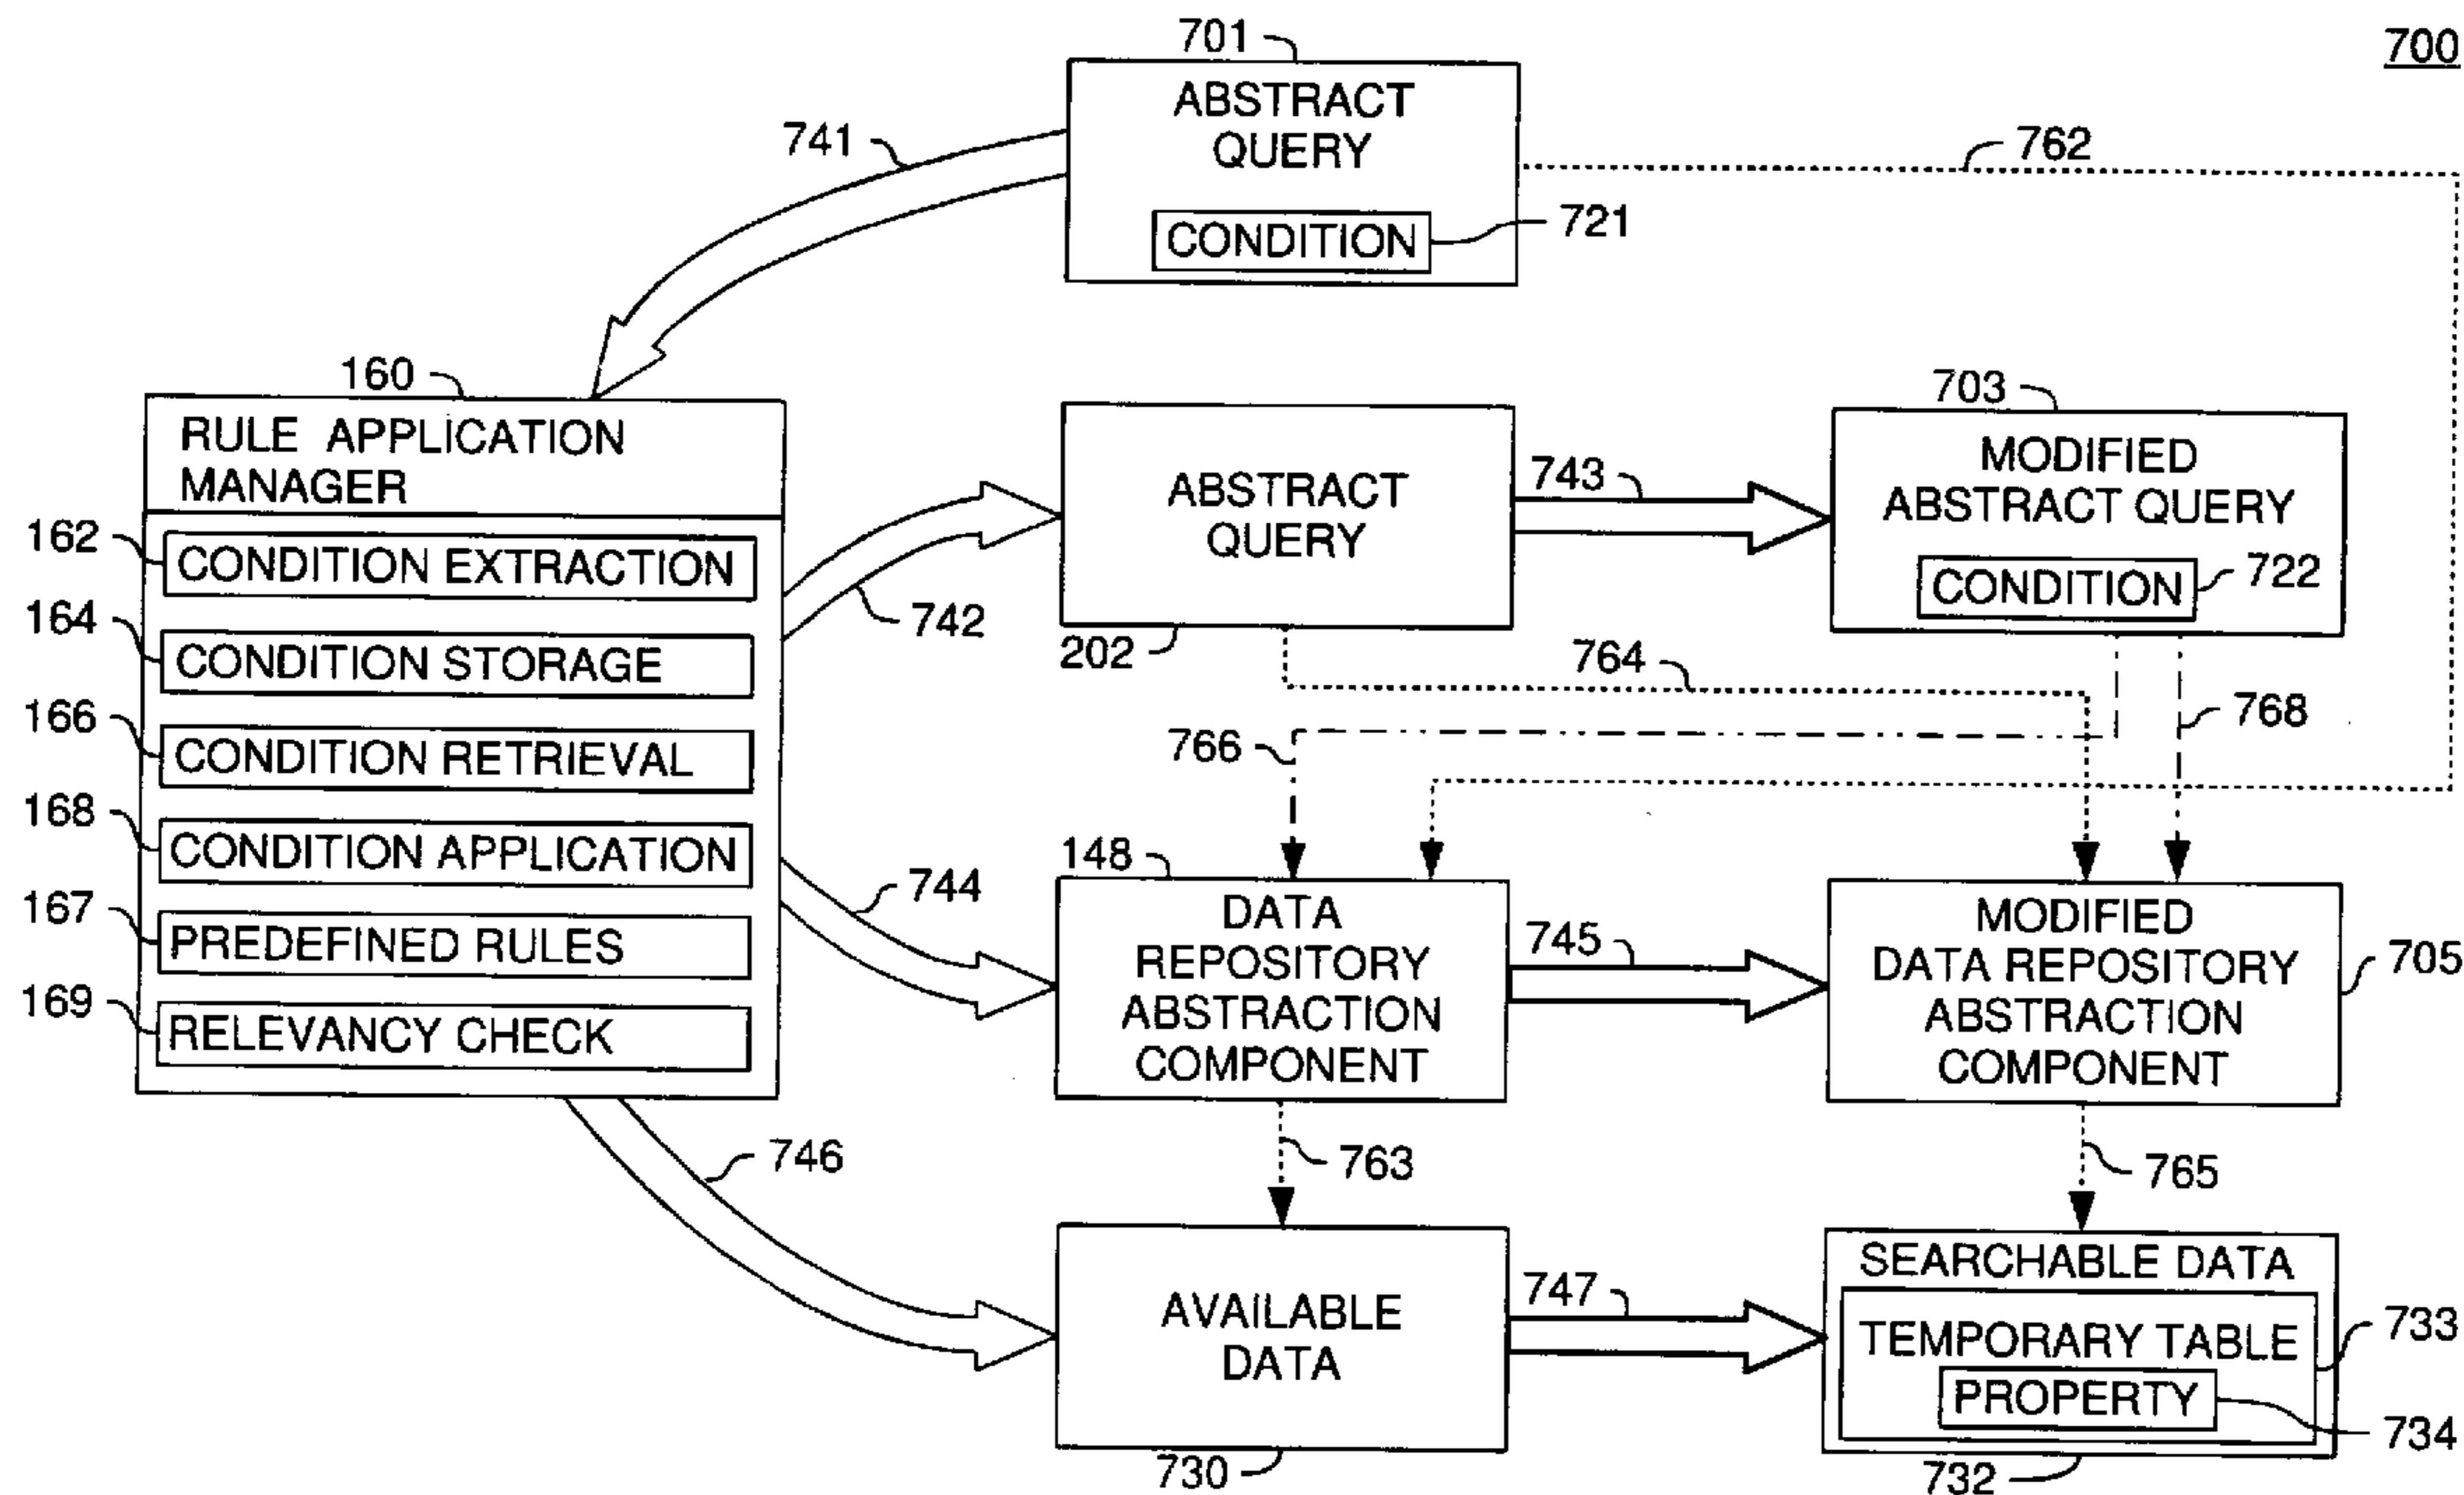 700
701
ABSTRACT
QUERY
CONDITION
721
741
762
160
RULE APPLICATION
MANAGER
162
CONDITION EXTRACTION
164
CONDITION STORAGE
166
CONDITION RETRIEVAL
168
CONDITION APPLICATION
167
PREDEFINED RULES
169
RELEVANCY CHECK
742
ABSTRACT
QUERY
202
743
703
MODIFIED
ABSTRACT QUERY
CONDITION
722
764
766
768
744
148
DATA
REPOSITORY
ABSTRACTION
COMPONENT
745
MODIFIED
DATA REPOSITORY
ABSTRACTION
COMPONENT
705
746
763
765
AVAILABLE
DATA
730
747
SEARCHABLE DATA
TEMPORARY TABLE
733
PROPERTY
734
732